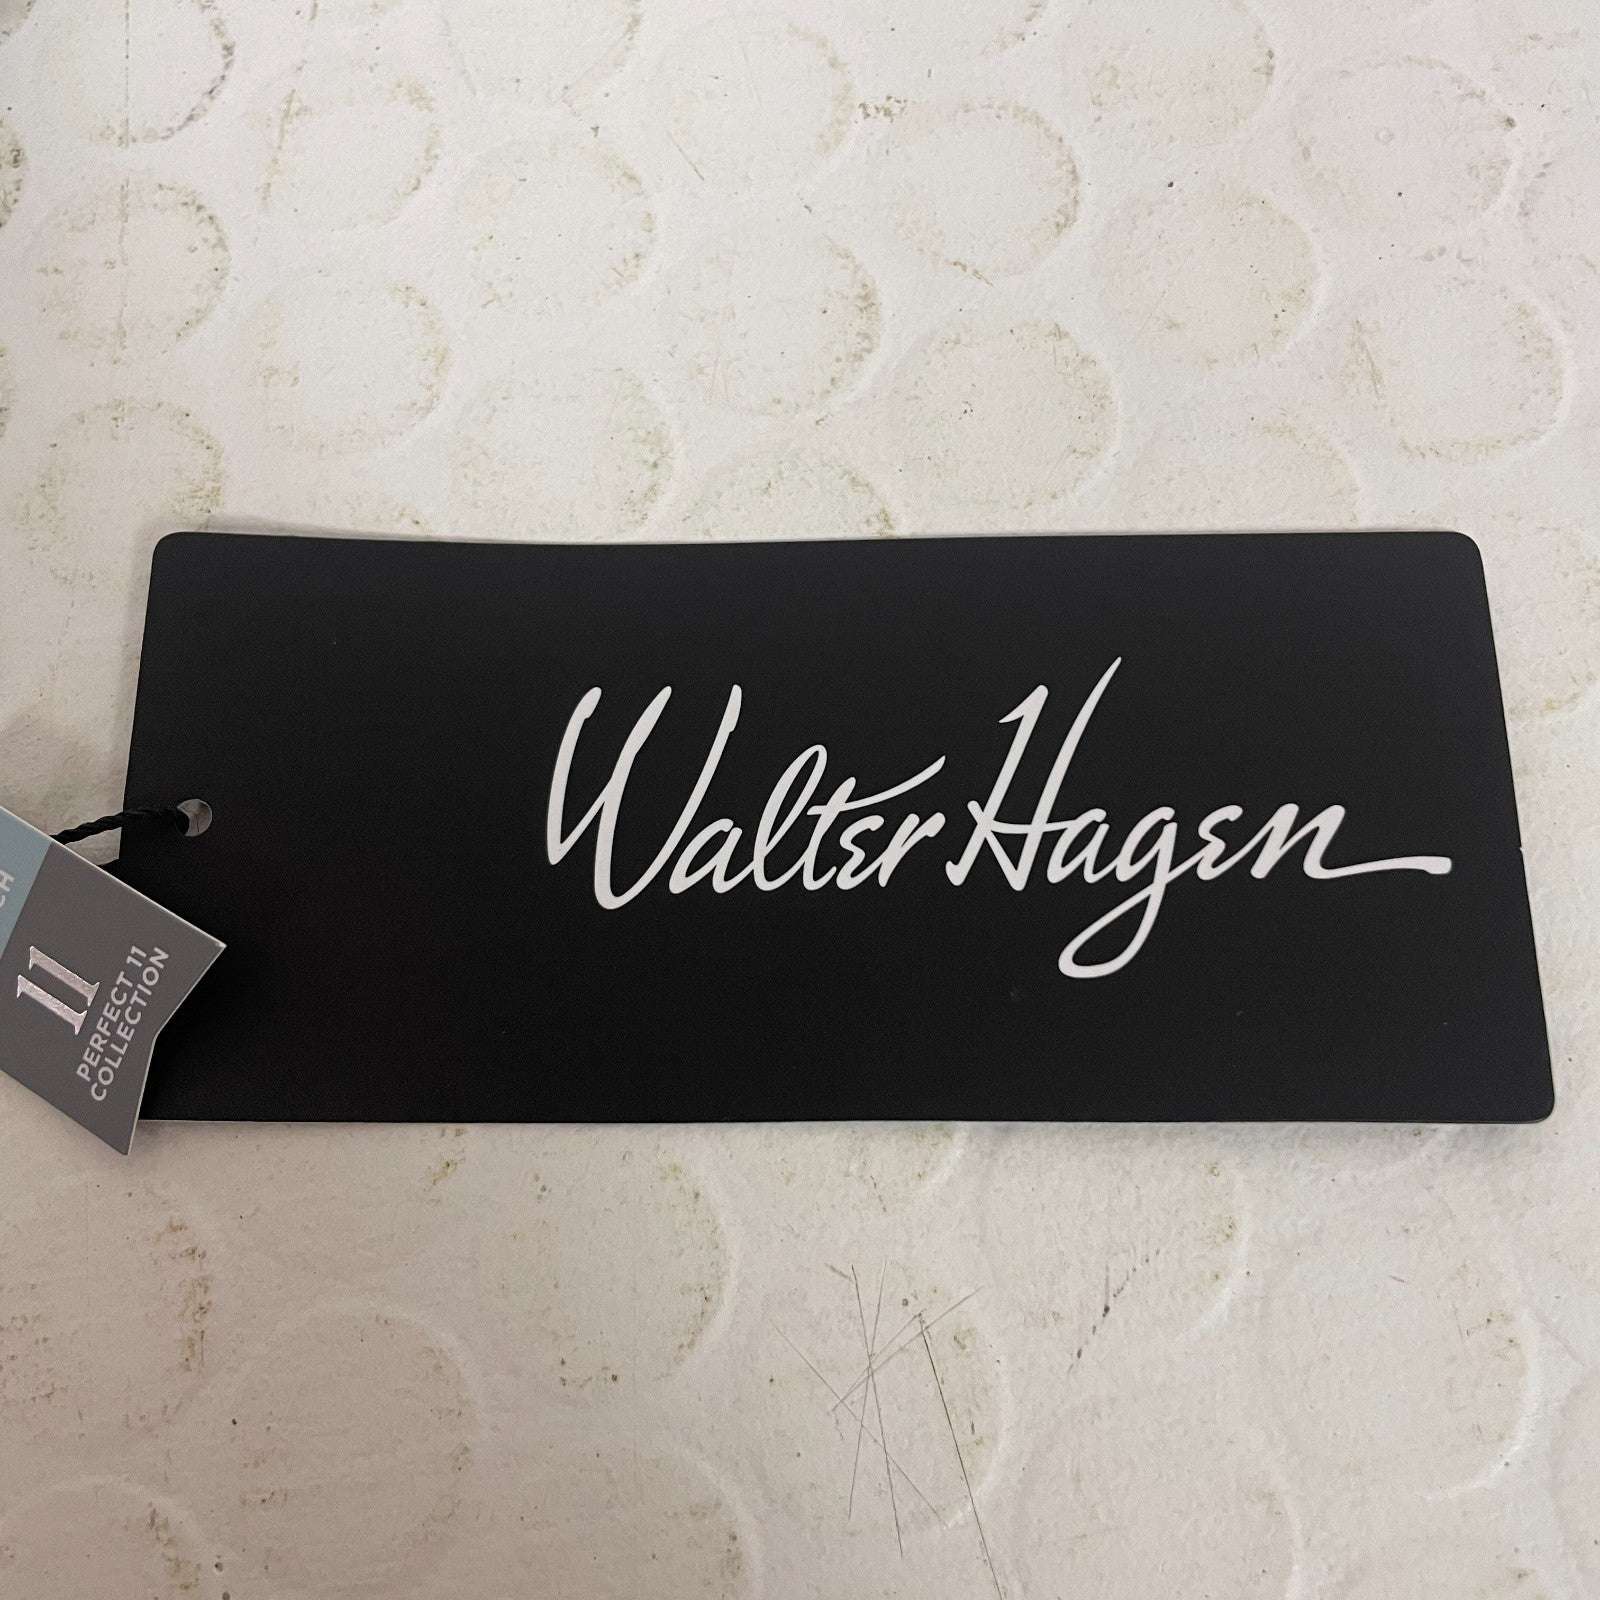 Walter Hagen
11
PERFECT 11
COLLECTION